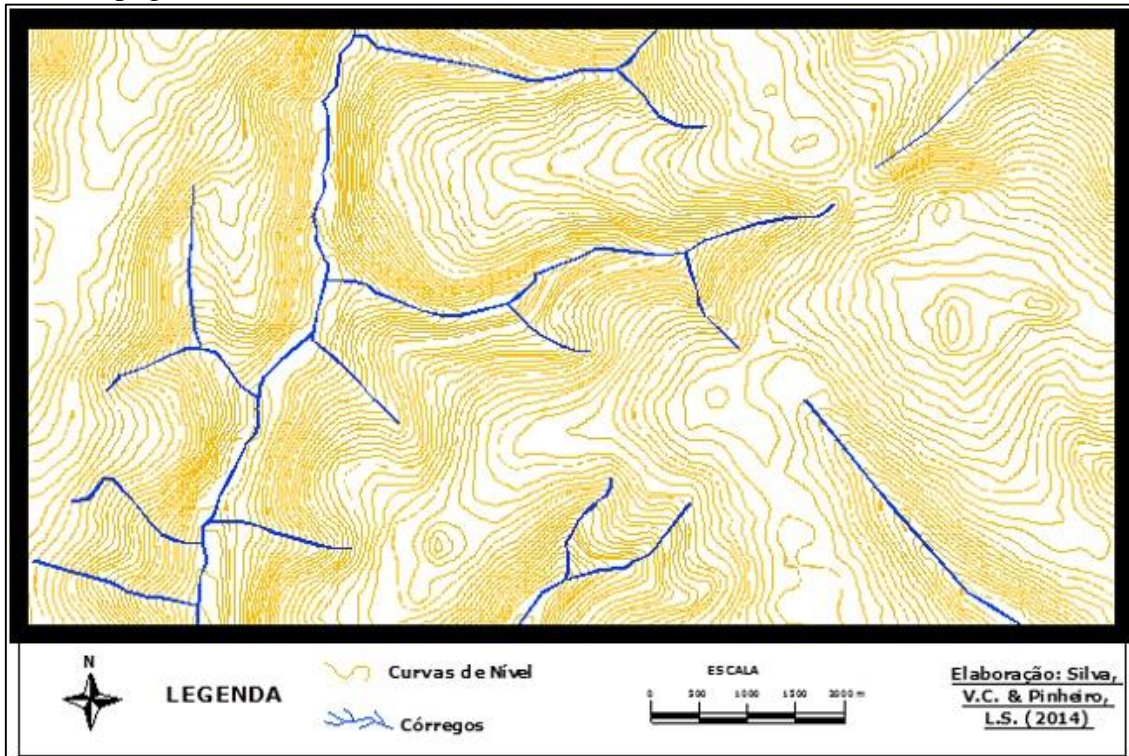 N
LEGENDA
Curvas de Nível
Córregos
ESCALA
0 500 1000 1500 2000 m
Elaboração: Silva,
V.C. & Pinheiro,
L.S. (2014)